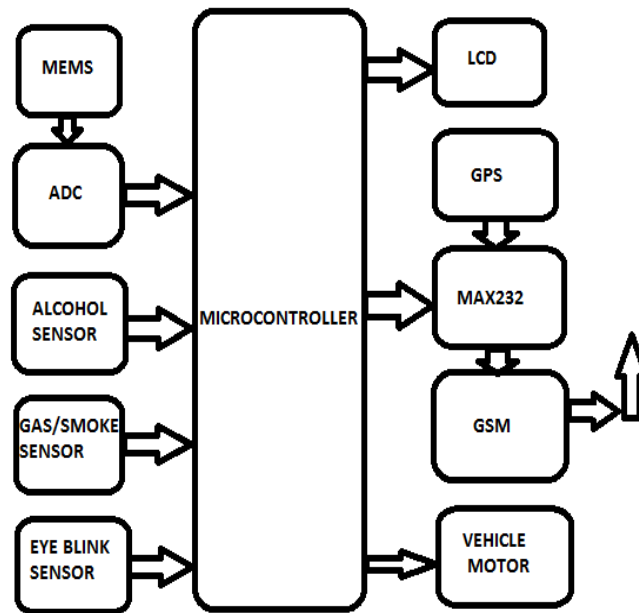 MEMS
ADC
ALCOHOL
SENSOR
GAS/SMOKE
SENSOR
EYE BLINK
SENSOR
MICROCONTROLLER
LCD
GPS
MAX232
GSM
VEHICLE
MOTOR